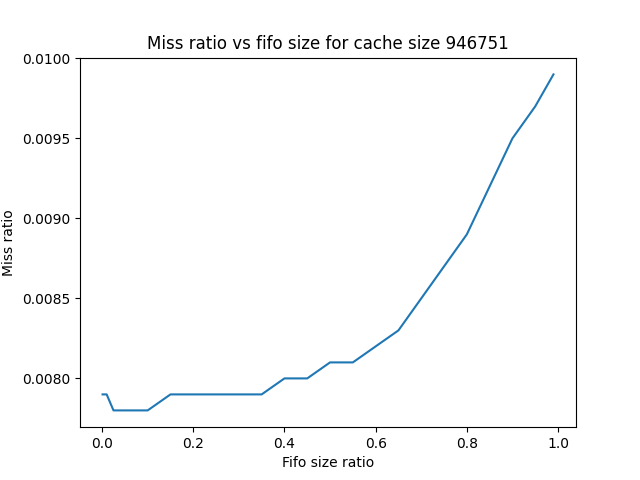 Miss ratio vs fifo size for cache size 946751
0.0100
0.0095
0.0090
0.0085
0.0080
Miss ratio
0.0 0.2 0.4 0.6 0.8 1.0
Fifo size ratio